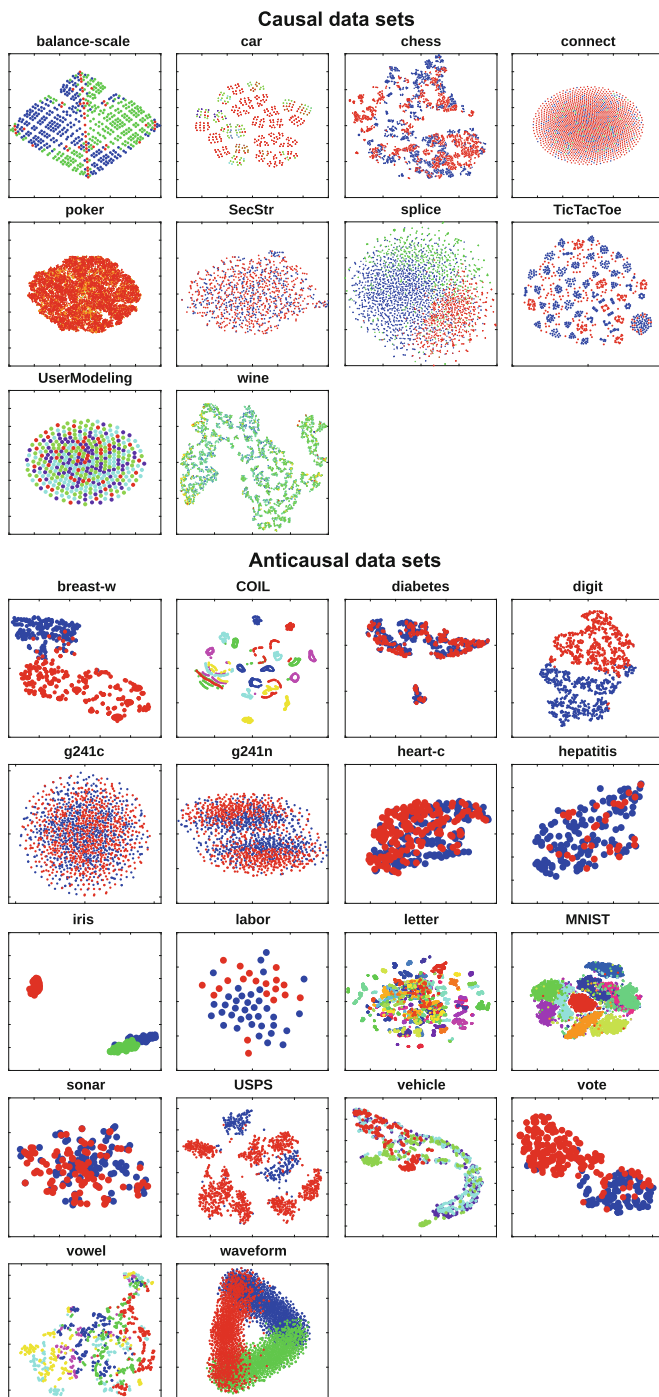 Causal data sets
balance-scale car chess connect
poker SecStr splice TicTacToe
UserModeling wine
Anticausal data sets
breast-w COIL diabetes digit
g241c g241n heart-c hepatitis
iris labor letter MNIST
sonar USPS vehicle vote
vowel waveform